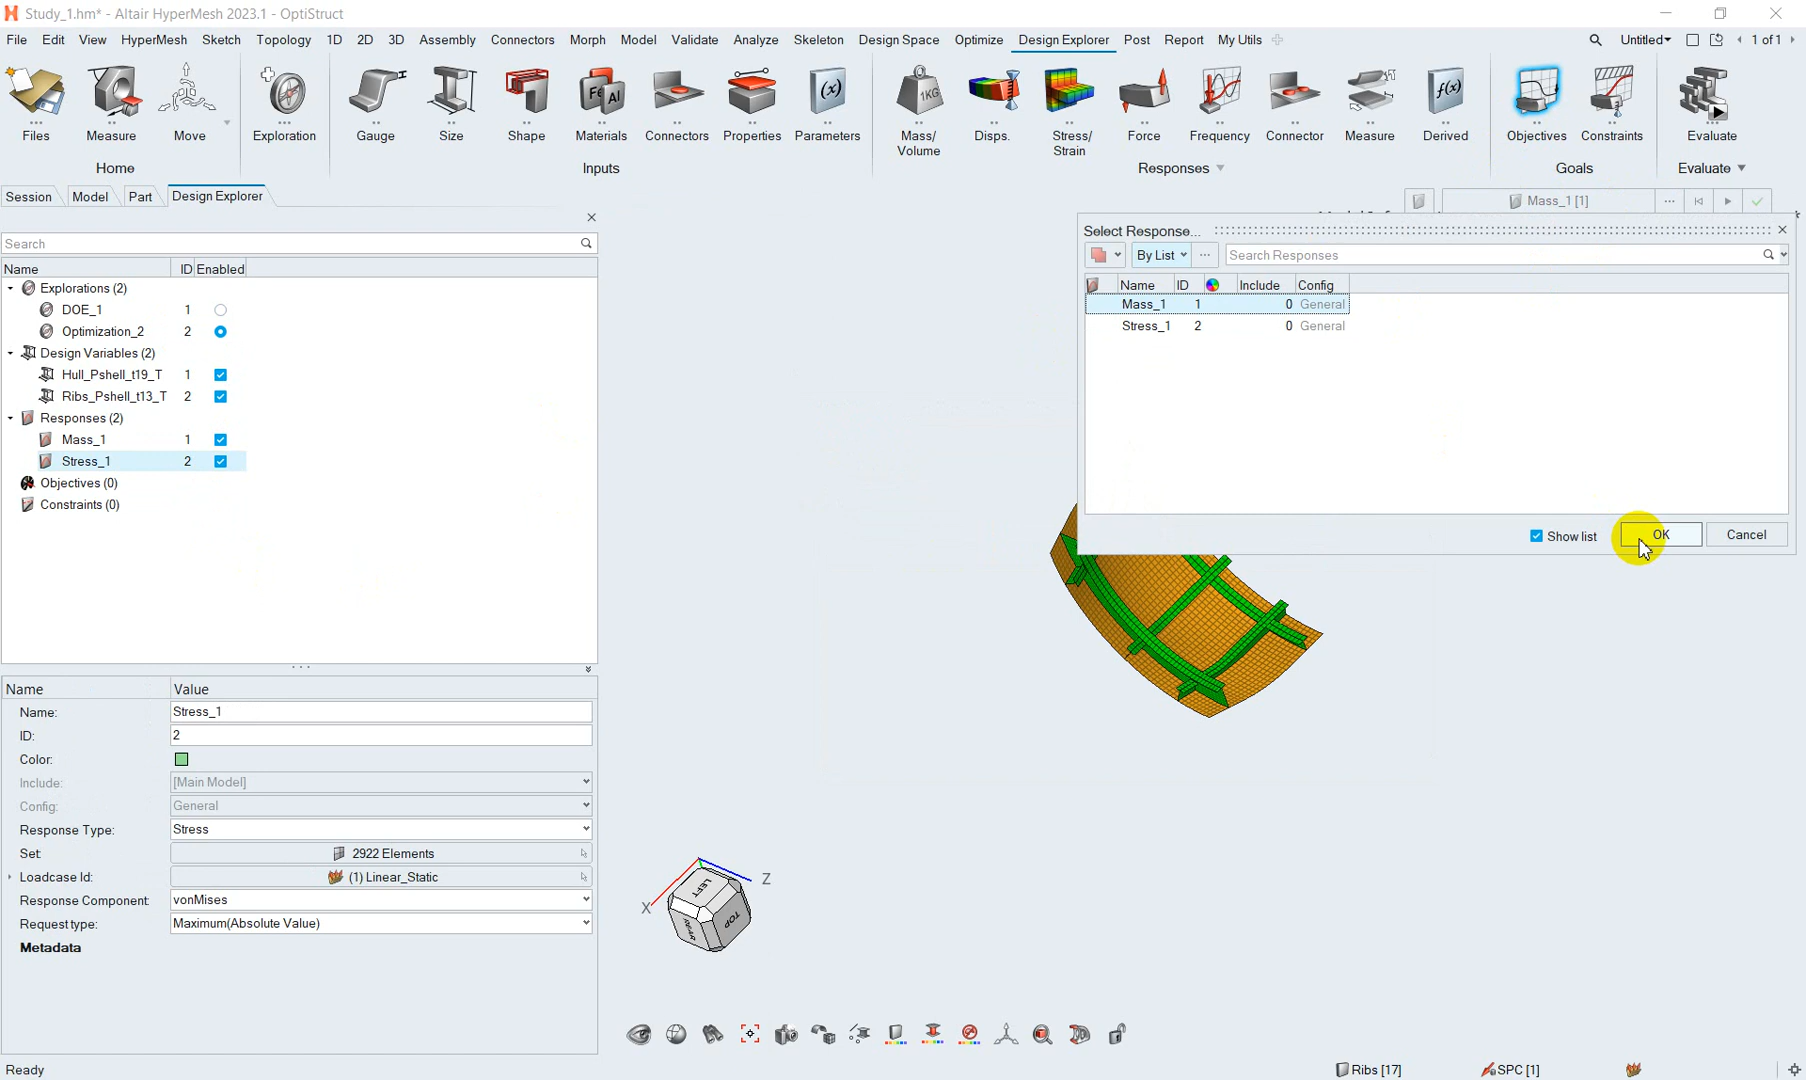 Study_1.hm* - Altair HyperMesh 2023.1 - OptiStruct
File Edit View HyperMesh Sketch Topology 1D 2D 3D Assembly Connectors Morph Model Validate Analyze Skeleton Design Space Optimize Design Explorer Post Report My Utils Untitled 1 of 1
Files Measure Move Exploration Gauge Size Shape Materials Connectors Properties Parameters Mass/ Volume Disps. Stress/ Strain Force Frequency Connector Measure Derived Objectives Constraints Evaluate
Fe Al (x) 1KG f(x)
Home Inputs Responses Goals Evaluate
Session Model Part Design Explorer
Mass_1 [1] ...
Search
Name ID Enabled
Explorations (2)
DOE_1 1
Optimization_2 2
Design Variables (2)
Hull_Pshell_t19_T 1
Ribs_Pshell_t13_T 2
Responses (2)
Mass_1 1
Stress_1 2
Objectives (0)
Constraints (0)
Select Response...
By List ... Search Responses
Name ID Include Config
Mass_1 1 0 General
Stress_1 2 0 General
Show list OK Cancel
Name Value
Name: Stress_1
ID: 2
Color:
Include: [Main Model]
Config: General
Response Type: Stress
Set: 2922 Elements
Loadcase Id: (1) Linear_Static
Response Component: vonMises
Request type: Maximum(Absolute Value)
Metadata
X Z
LEFT
TOP
REAR
Ready Ribs [17] SPC [1]